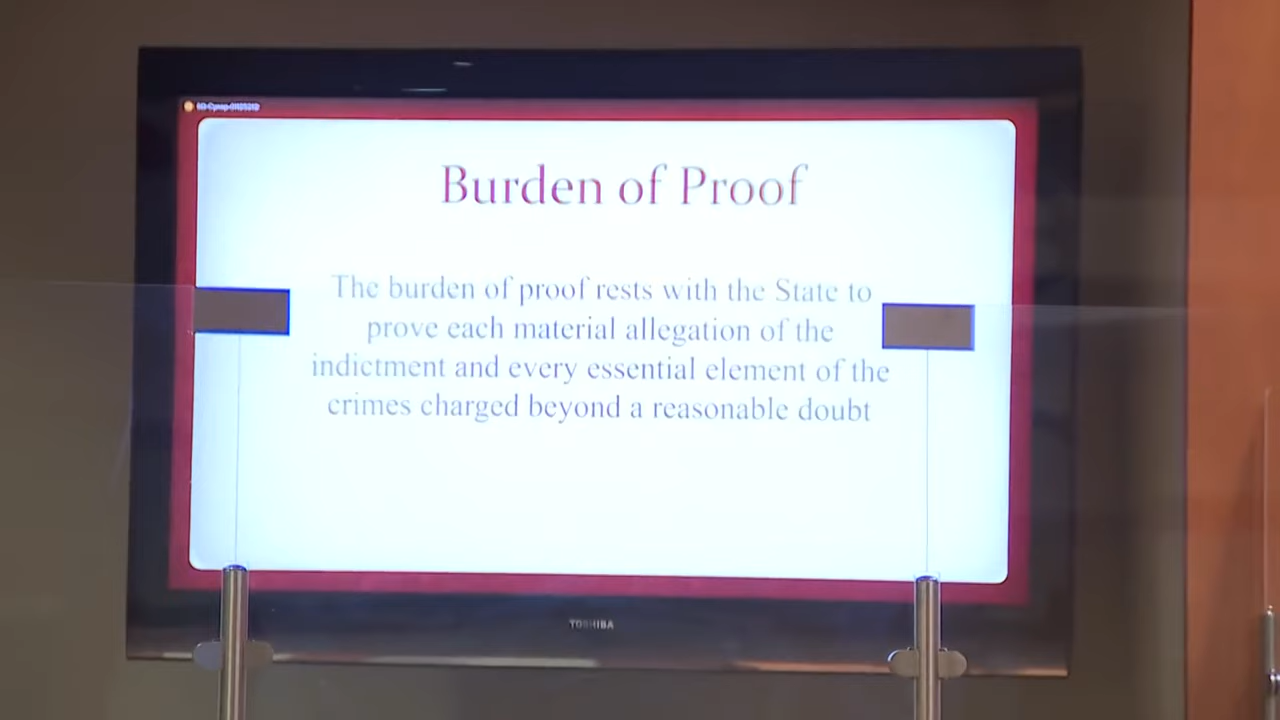 Burden of Proof
The burden of proof rests with the State to
prove each material allegation of the
indictment and every essential element of the
crimes charged beyond a reasonable doubt
TOSHIBA